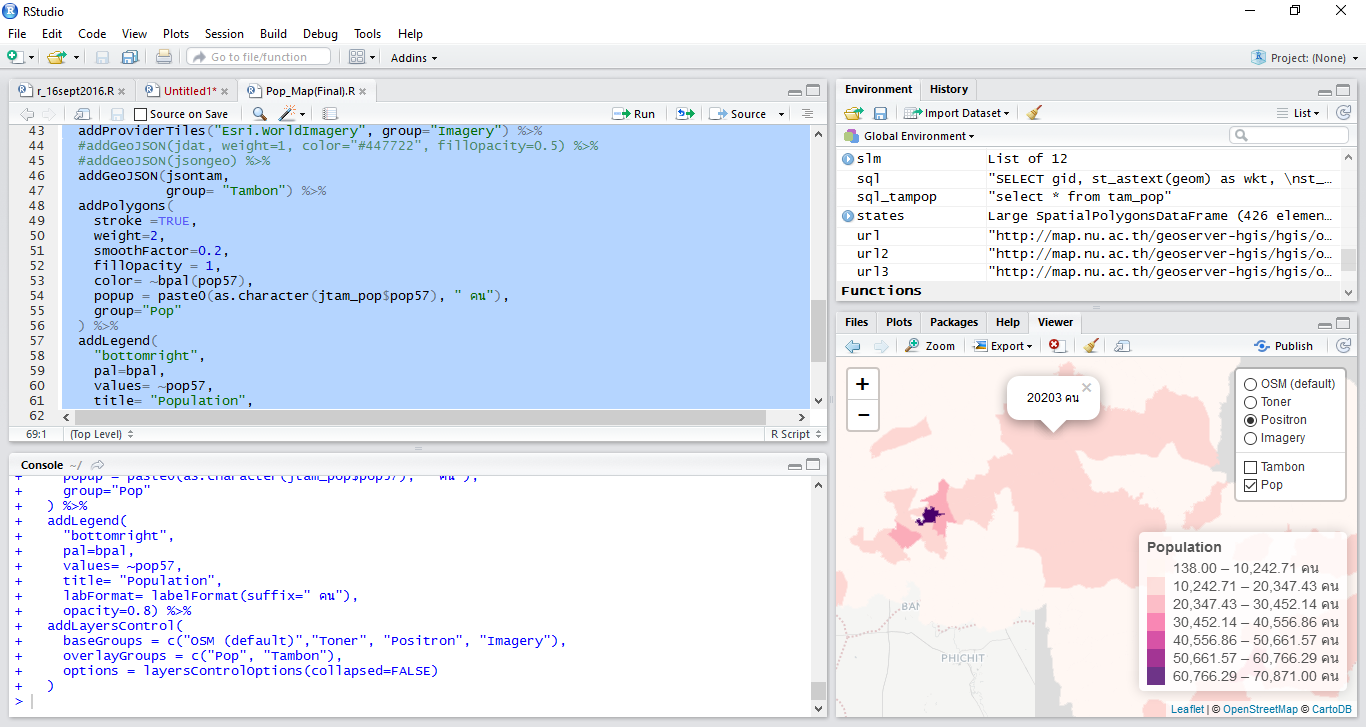 RStudio
File Edit Code View Plots Session Build Debug Tools Help
Go to file/function Addins Project: (None)
r_16sept2016.R Untitled1* Pop_Map(Final).R
Source on Save Run Source
43 addProviderTiles("Esri.WorldImagery", group="Imagery") %>%
44 #addGeoJSON(jdat, weight=1, color="#447722", fillOpacity=0.5) %>%
45 #addGeoJSON(jsongeo) %>%
46 addGeoJSON(jsontam,
47 group= "Tambon") %>%
48 addPolygons(
49 stroke =TRUE,
50 weight=2,
51 smoothFactor=0.2,
52 fillOpacity = 1,
53 color= ~bpal(pop57),
54 popup = paste0(as.character(jtam_pop$pop57), " คน"),
55 group="Pop"
56 ) %>%
57 addLegend(
58 "bottomright",
59 pal=bpal,
60 values= ~pop57,
61 title= "Population",
62
69:1 (Top Level) R Script
Console ~/
+ popup = paste0(as.character(jtam_pop$pop57), " คน"),
+ group="Pop"
+ ) %>%
+ addLegend(
+ "bottomright",
+ pal=bpal,
+ values= ~pop57,
+ title= "Population",
+ labFormat= labelFormat(suffix=" คน"),
+ opacity=0.8) %>%
+ addLayersControl(
+ baseGroups = c("OSM (default)","Toner", "Positron", "Imagery"),
+ overlayGroups = c("Pop", "Tambon"),
+ options = layersControlOptions(collapsed=FALSE)
+ )
>
Environment History
Import Dataset List
Global Environment
slm List of 12
sql "SELECT gid, st_astext(geom) as wkt, \nst_…
sql_tampop "select * from tam_pop"
states Large SpatialPolygonsDataFrame (426 elemen…
url "http://map.nu.ac.th/geoserver-hgis/hgis/o…
url2 "http://map.nu.ac.th/geoserver-hgis/hgis/o…
url3 "http://map.nu.ac.th/geoserver-hgis/hgis/o…
Functions
Files Plots Packages Help Viewer
Zoom Export Publish
+
−
20203 คน ×
OSM (default)
Toner
Positron
Imagery
Tambon
Pop
BAN
PHICHIT
Population
138.00 – 10,242.71 คน
10,242.71 – 20,347.43 คน
20,347.43 – 30,452.14 คน
30,452.14 – 40,556.86 คน
40,556.86 – 50,661.57 คน
50,661.57 – 60,766.29 คน
60,766.29 – 70,871.00 คน
Leaflet | © OpenStreetMap © CartoDB